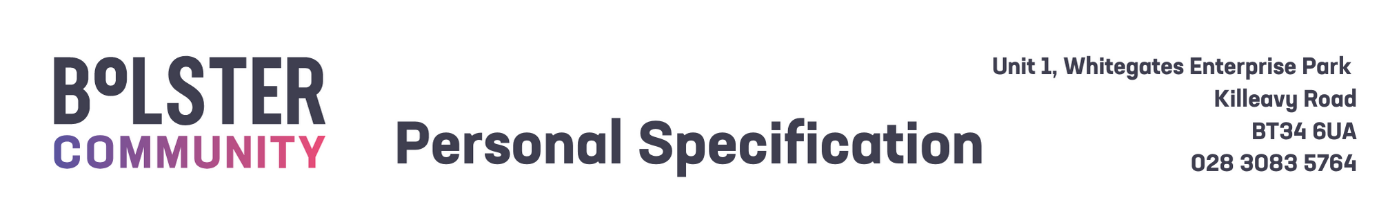 BOLSTER
COMMUNITY
Personal Specification
Unit 1, Whitegates Enterprise Park
Killeavy Road
BT34 6UA
028 3083 5764